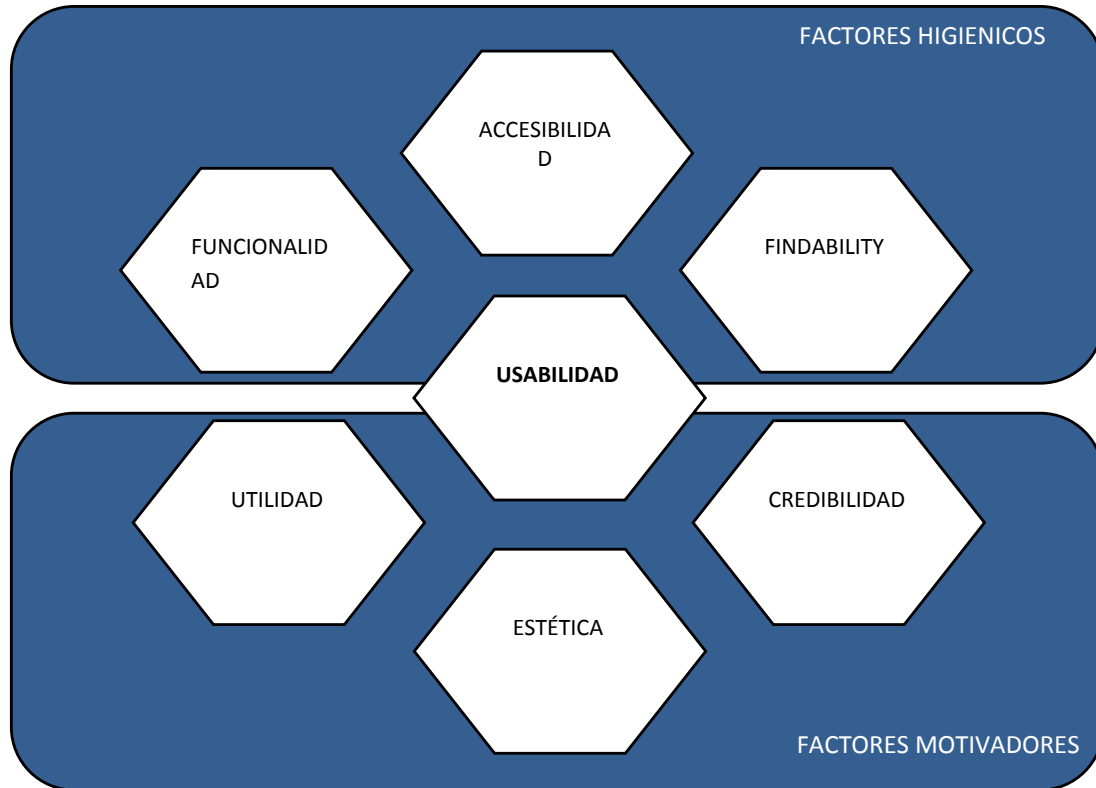 FACTORES HIGIENICOS
ACCESIBILIDA
D
FUNCIONALID
AD
FINDABILITY
USABILIDAD
UTILIDAD
CREDIBILIDAD
ESTÉTICA
FACTORES MOTIVADORES